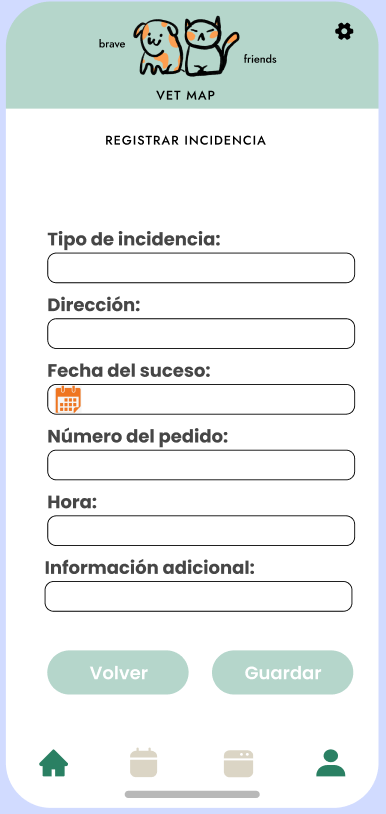 brave
friends
VET MAP
REGISTRAR INCIDENCIA
Tipo de incidencia:
Dirección:
Fecha del suceso:
Número del pedido:
Hora:
Información adicional:
Volver Guardar